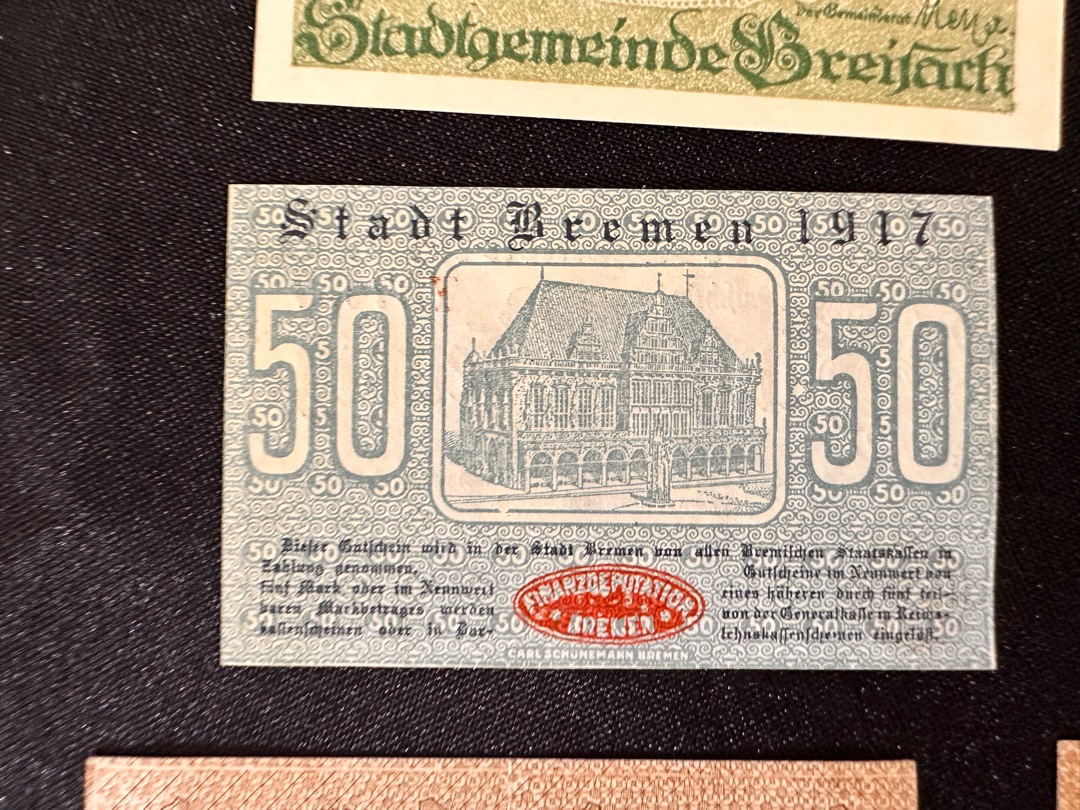 Der Gemeinderat
Stadtgemeinde Breisach
Stadt Bremen 1917
50
50
Dieser Gutschein wird in der Stadt Bremen von allen Bremischen Staatskassen in
Zahlung genommen. Gutscheine im Nennwert von
fünf Mark oder im Nennwert eines höheren durch fünf teil-
baren Markbetrages werden von der Generalkasse in Reichs-
kassenscheinen oder in Dar- lehnskassenscheinen eingelöst.
FINANZDEPUTATION
BREMEN
CARL SCHÜNEMANN BREMEN